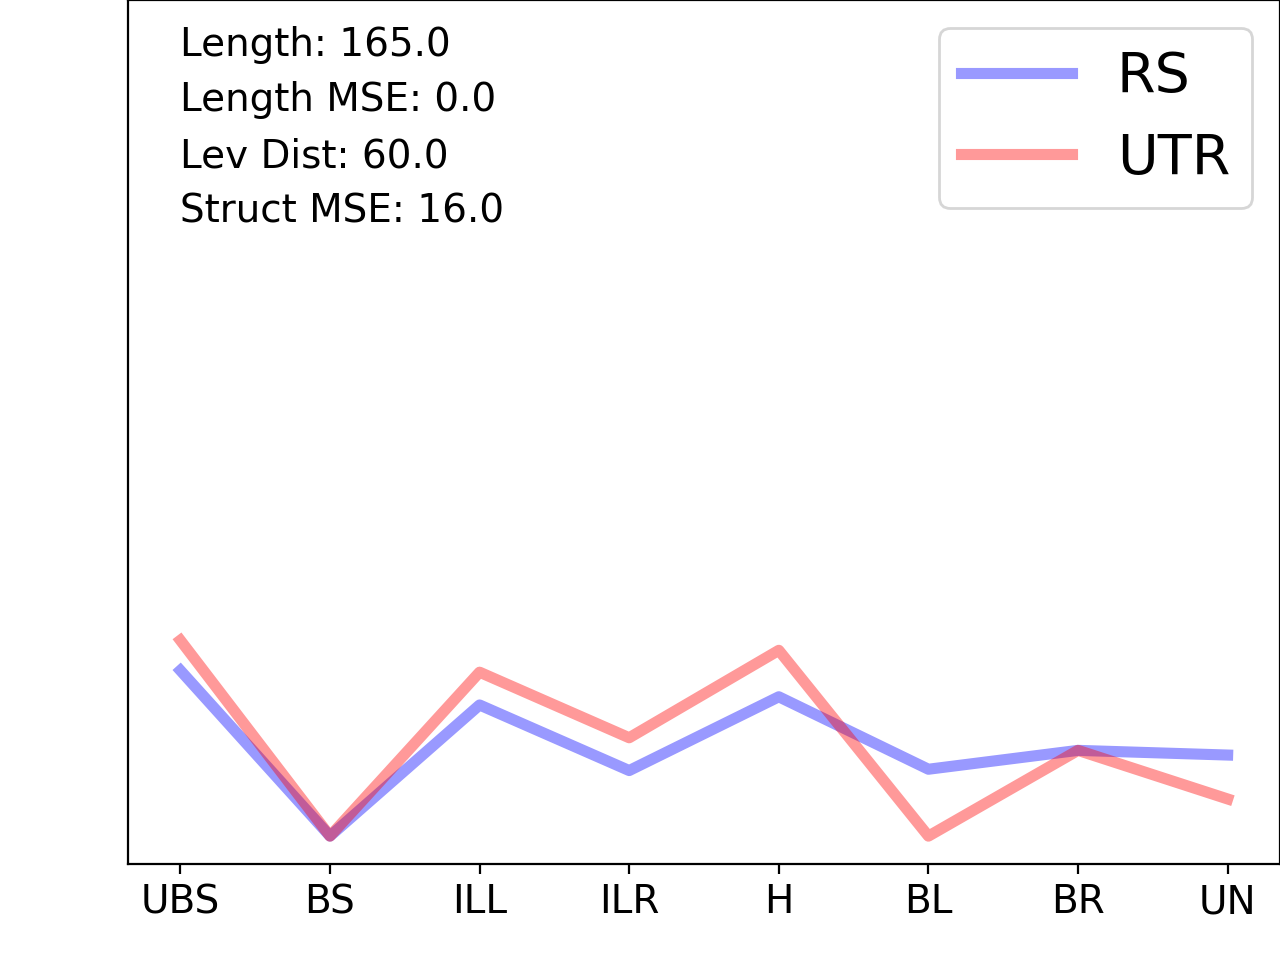 Length: 165.0
Length MSE: 0.0
Lev Dist: 60.0
Struct MSE: 16.0
RS
UTR
UBS BS ILL ILR H BL BR UN